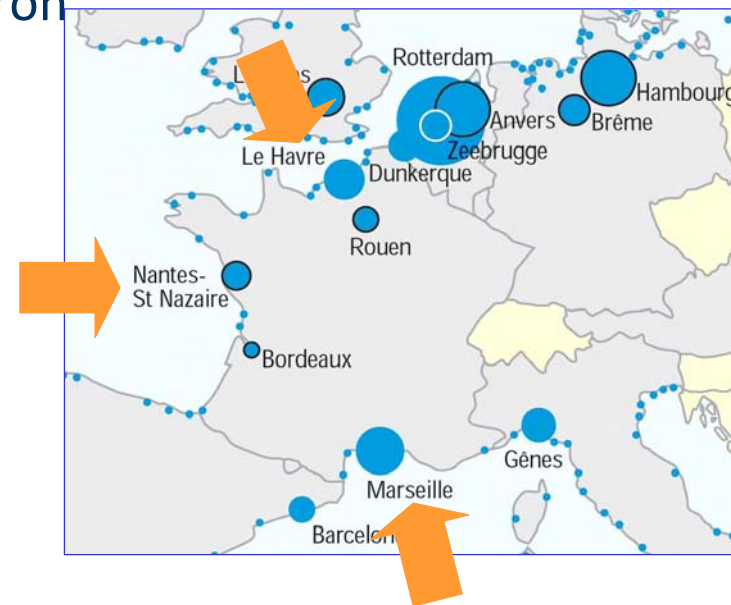 Rotterdam
Hambourg
Anvers
Brême
Zeebrugge
Le Havre
Dunkerque
Rouen
Nantes-
St Nazaire
Bordeaux
Gênes
Marseille